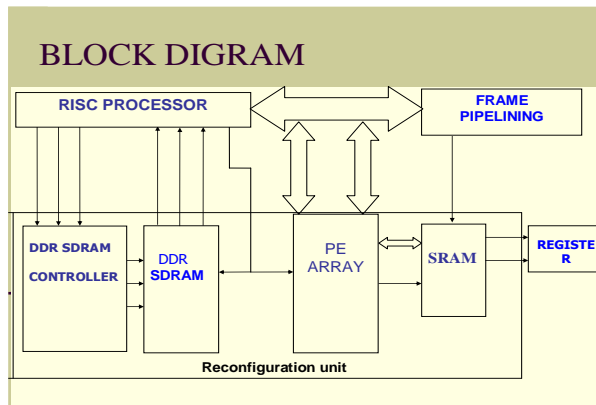 BLOCK DIGRAM
RISC PROCESSOR
FRAME
PIPELINING
DDR SDRAM
CONTROLLER
DDR
SDRAM
PE
ARRAY
SRAM
REGISTE
R
Reconfiguration unit